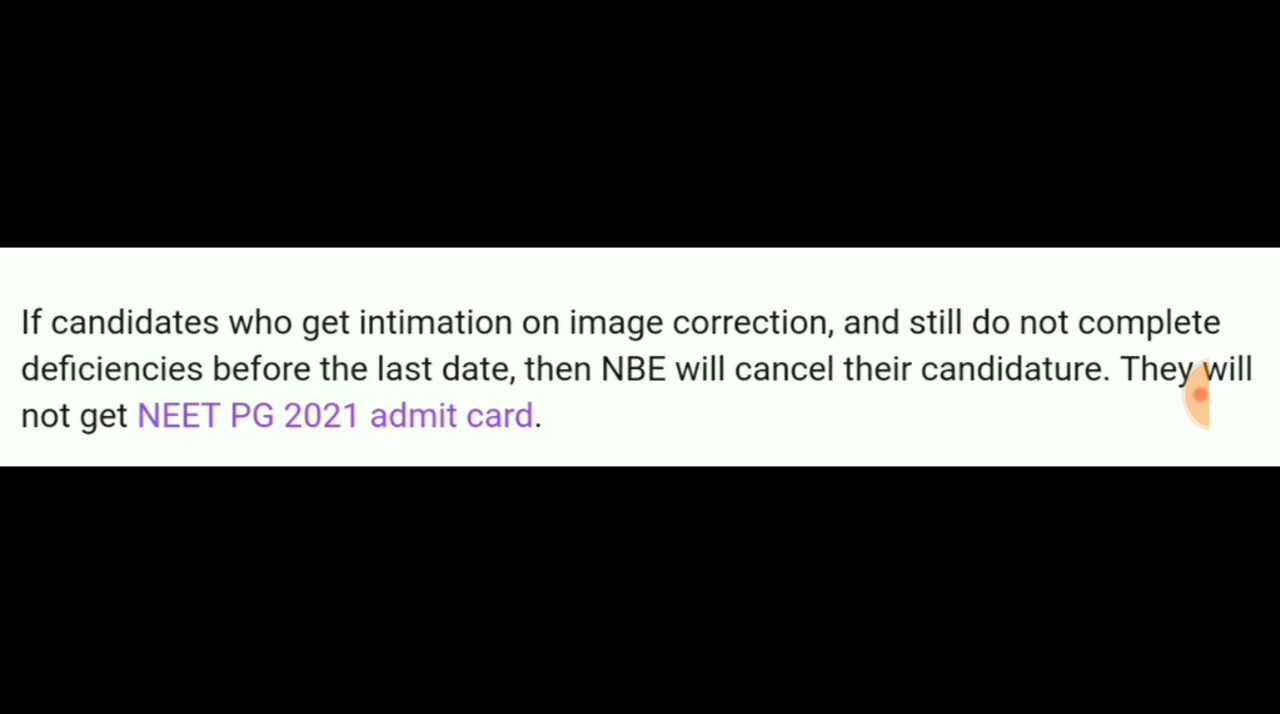 If candidates who get intimation on image correction, and still do not complete
deficiencies before the last date, then NBE will cancel their candidature. They will
not get NEET PG 2021 admit card.